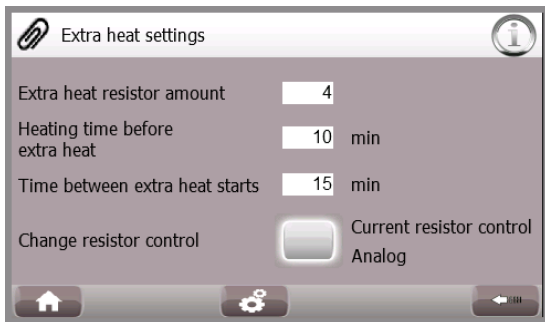 Extra heat settings
Extra heat resistor amount 4
Heating time before
extra heat 10 min
Time between extra heat starts 15 min
Change resistor control
Current resistor control
Analog